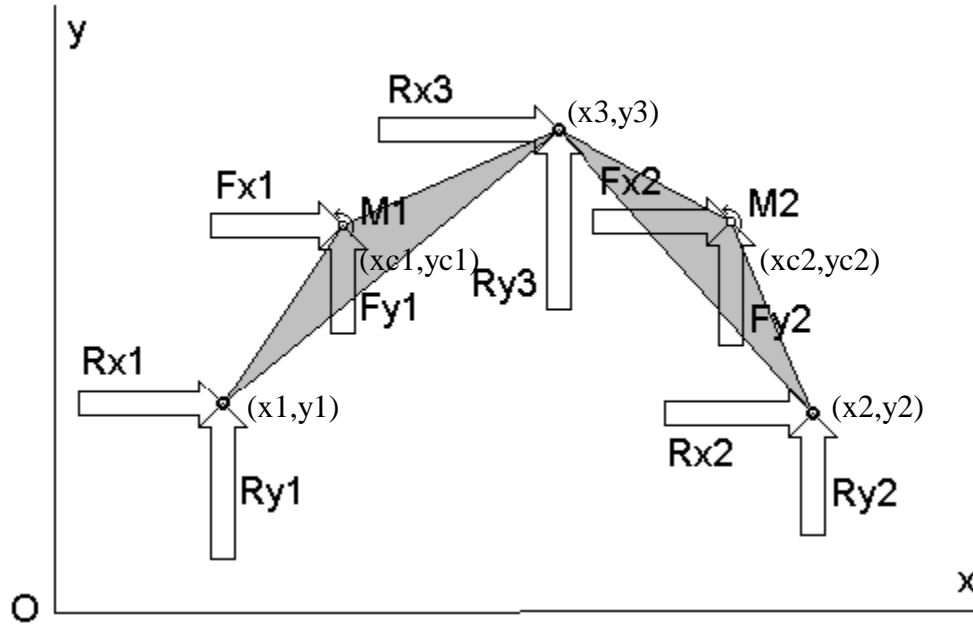 y
Rx3
(x3,y3)
Fx1
M1
Fx2
M2
(xc1,yc1)
(xc2,yc2)
Ry3
Fy1
Fy2
Rx1
(x1,y1)
(x2,y2)
Rx2
Ry1
Ry2
x
O